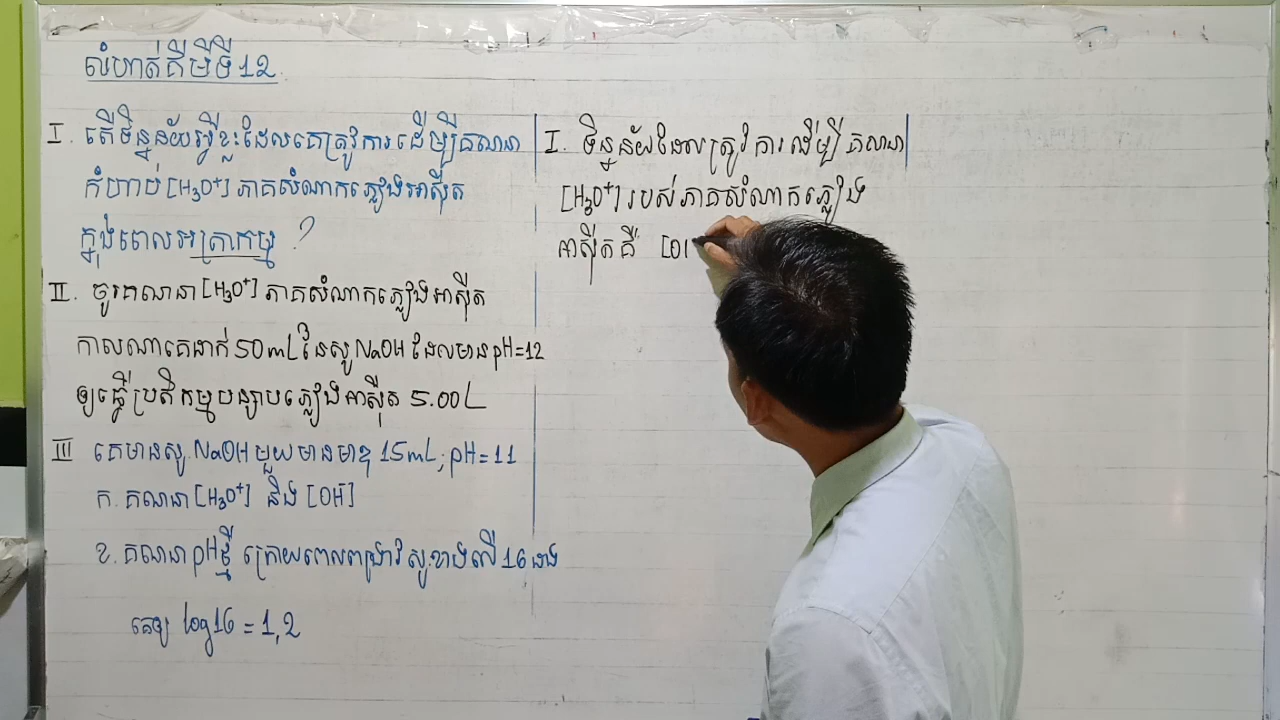 លំហាត់គីមីទី12
I. តើទិន្នន័យអ្វីខ្លះដែលគេត្រូវការដើម្បីគណនា
កំហាប់ [H3O+] ភាគសំណាកភ្លៀងអាស៊ីត
ក្នុងពេលអត្រាកម្ម ?
II. ចូរគណនា [H3O+] ភាគសំណាកភ្លៀងអាស៊ីត
កាលណាគេដាក់ 50mL នៃសូ.NaOH ដែលមាន pH=12
ឲ្យធ្វើប្រតិកម្មបន្សាបភ្លៀងអាស៊ីត 5.00L
III គេមានសូ.NaOH មួយមានមាឌ 15mL; pH=11
ក. គណនា [H3O+] និង [OH-]
ខ. គណនា pH ថ្មី ក្រោយពេលពង្រាវសូ.ខាងលើ 16 ដង
គេឲ្យ log16 = 1,2
I. ទិន្នន័យដែលត្រូវការដើម្បីគណនា
[H3O+] របស់ភាគសំណាកភ្លៀង
អាស៊ីតគឺ [O